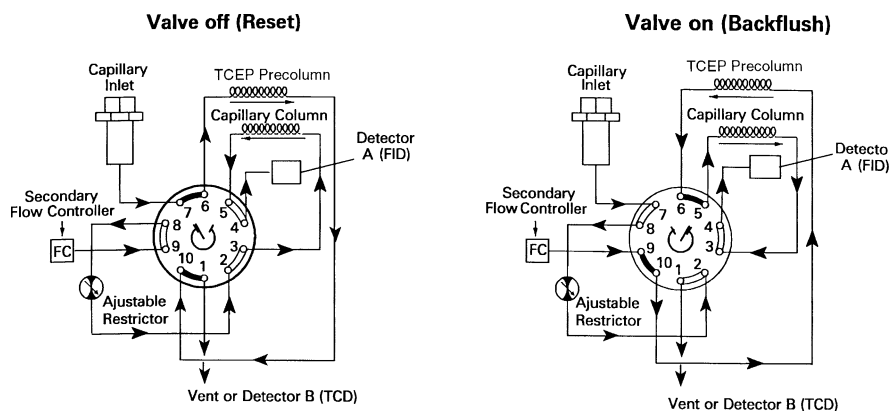 Valve off (Reset)
Capillary
Inlet
TCEP Precolumn
Capillary Column
Detector
A (FID)
Secondary
Flow Controller
FC
7
6
5
8
4
9
3
10
1
2
Ajustable
Restrictor
Vent or Detector B (TCD)
Valve on (Backflush)
Capillary
Inlet
TCEP Precolumn
Capillary Column
Detecto
A (FID)
Secondary
Flow Controller
FC
7
6
5
8
4
9
3
10
1
2
Ajustable
Restrictor
Vent or Detector B (TCD)